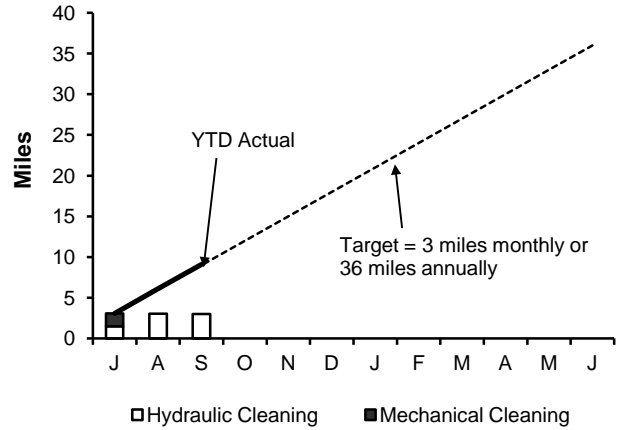 40
35
30
25
20
15
10
5
0
Miles
YTD Actual
Target = 3 miles monthly or
36 miles annually
J A S O N D J F M A M J
Hydraulic Cleaning Mechanical Cleaning